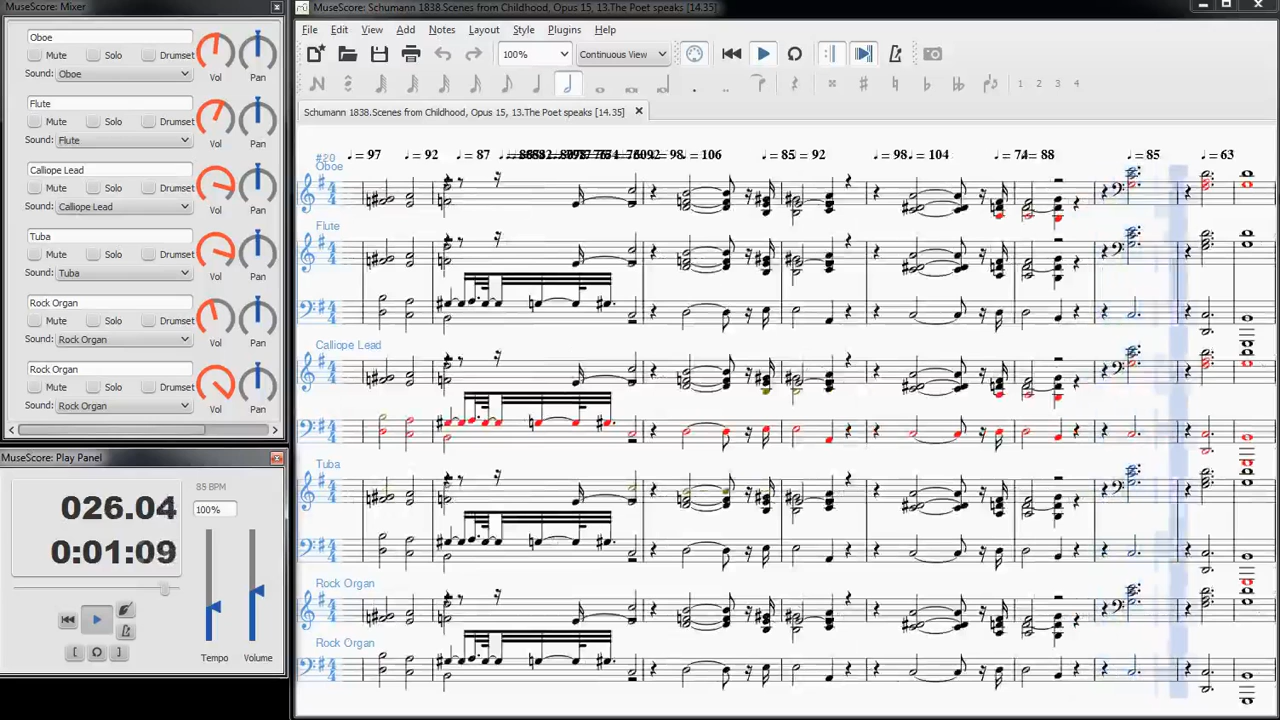 MuseScore: Mixer
Oboe
Mute Solo Drumset Vol Pan
Sound: Oboe
Flute
Mute Solo Drumset Vol Pan
Sound: Flute
Calliope Lead
Mute Solo Drumset Vol Pan
Sound: Calliope Lead
Tuba
Mute Solo Drumset Vol Pan
Sound: Tuba
Rock Organ
Mute Solo Drumset Vol Pan
Sound: Rock Organ
Rock Organ
Mute Solo Drumset Vol Pan
Sound: Rock Organ
MuseScore: Play Panel
026.04
0:01:09
85 BPM
100%
Tempo Volume
MuseScore: Schumann 1838.Scenes from Childhood, Opus 15, 13.The Poet speaks [14.35]
File Edit View Add Notes Layout Style Plugins Help
100% Continuous View
1 2 3 4
Schumann 1838.Scenes from Childhood, Opus 15, 13.The Poet speaks [14.35]
#20 = 97 = 92 = 87 = 98 = 106 = 85 = 92 = 98 = 104 = 88 = 85 = 63
Oboe
Flute
Calliope Lead
Tuba
Rock Organ
Rock Organ